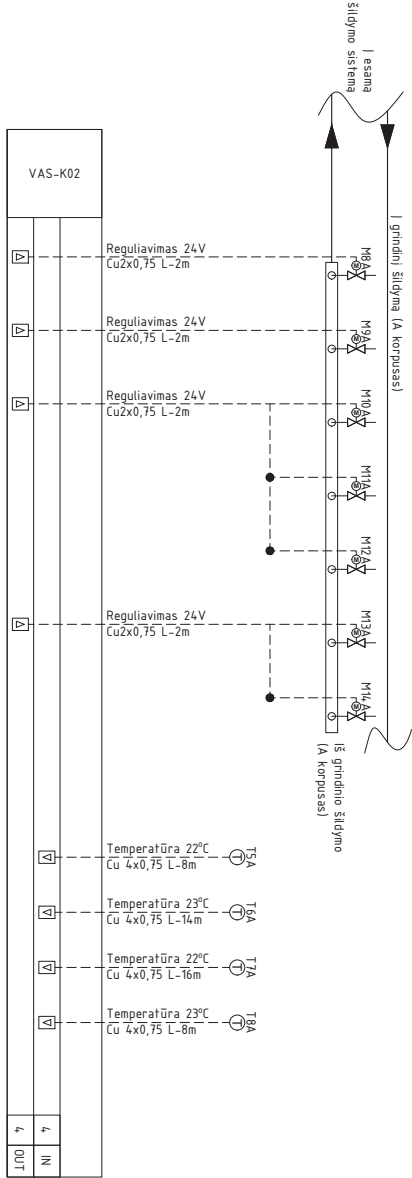 Į esamą
šildymo sistemą
Į grindinį šildymą (A korpusas)
VAS-K02
Reguliavimas 24V
Cu2x0,75 L-2m
M8A
M
Reguliavimas 24V
Cu2x0,75 L-2m
M9A
M
Reguliavimas 24V
Cu2x0,75 L-2m
M10A
M
M11A
M
M12A
M
Reguliavimas 24V
Cu2x0,75 L-2m
M13A
M
M14A
M
Iš grindinio šildymo
(A korpusas)
Temperatūra 22°C
Cu 4x0,75 L-8m
T
T5A
Temperatūra 23°C
Cu 4x0,75 L-14m
T
T6A
Temperatūra 22°C
Cu 4x0,75 L-16m
T
T7A
Temperatūra 23°C
Cu 4x0,75 L-8m
T
T8A
4 4
OUT IN